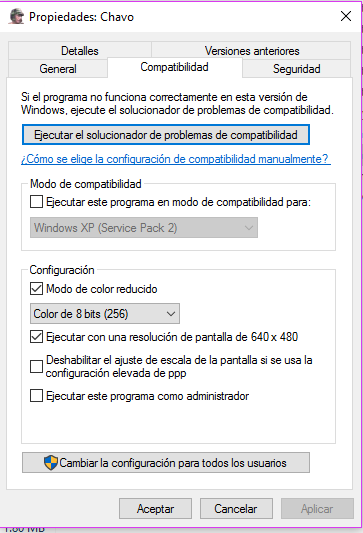 Propiedades: Chavo
Detalles
Versiones anteriores
General
Compatibilidad
Seguridad
Si el programa no funciona correctamente en esta versión de
Windows, ejecute el solucionador de problemas de compatibilidad.
Ejecutar el solucionador de problemas de compatibilidad
¿Cómo se elige la configuración de compatibilidad manualmente?
Modo de compatibilidad
Ejecutar este programa en modo de compatibilidad para:
Windows XP (Service Pack 2)
Configuración
Modo de color reducido
Color de 8 bits (256)
Ejecutar con una resolución de pantalla de 640 x 480
Deshabilitar el ajuste de escala de la pantalla si se usa la
configuración elevada de ppp
Ejecutar este programa como administrador
Cambiar la configuración para todos los usuarios
Aceptar
Cancelar
Aplicar